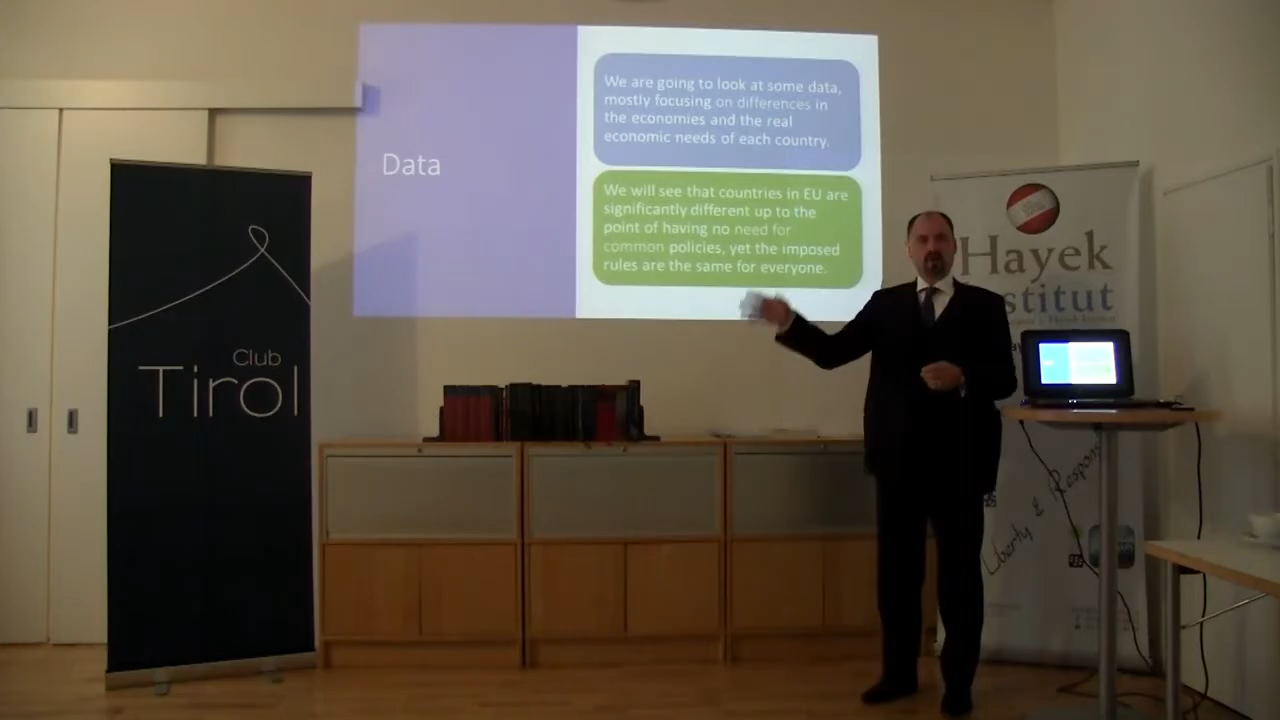 Data
We are going to look at some data,
mostly focusing on differences in
the economies and the real
economic needs of each country.
We will see that countries in EU are
significantly different up to the
point of having no need for
common policies, yet the imposed
rules are the same for everyone.
Club
Tirol
Hayek
stitut
Liberty &